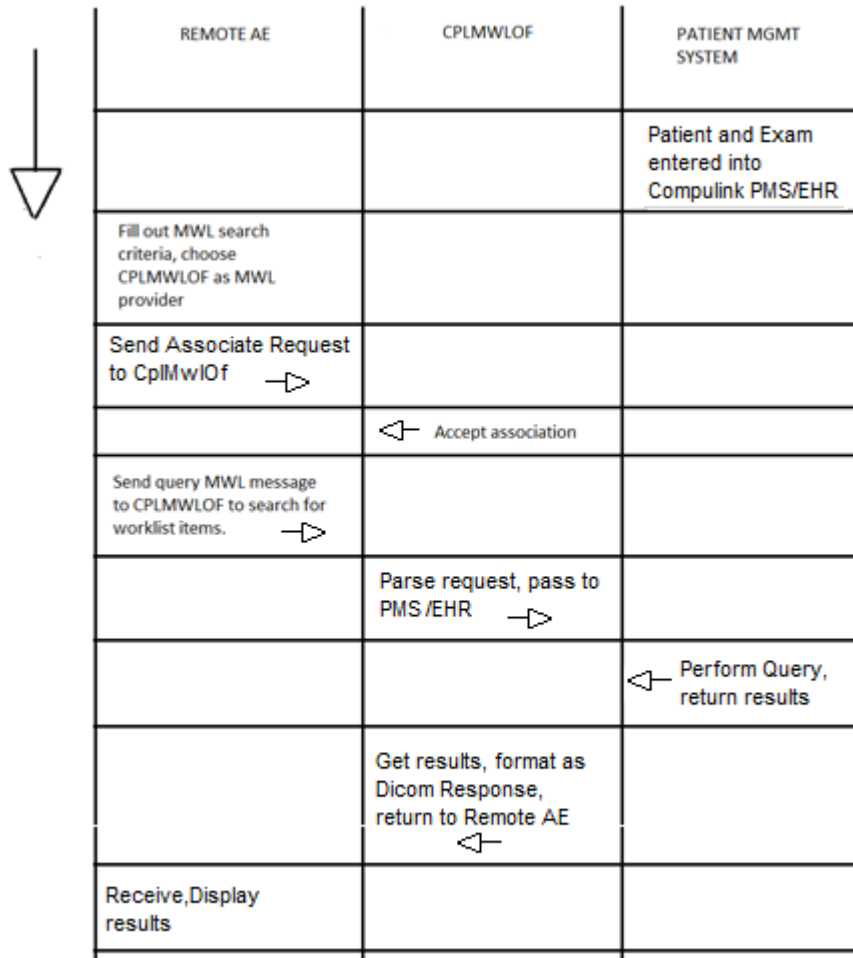 REMOTE AE
CPLMWLOF
PATIENT MGMT
SYSTEM
Patient and Exam
entered into
Compulink PMS/EHR
Fill out MWL search
criteria, choose
CPLMWLOF as MWL
provider
Send Associate Request
to CplMwlOf
Accept association
Send query MWL message
to CPLMWLOF to search for
worklist items.
Parse request, pass to
PMS /EHR
Perform Query,
return results
Get results, format as
Dicom Response,
return to Remote AE
Receive,Display
results